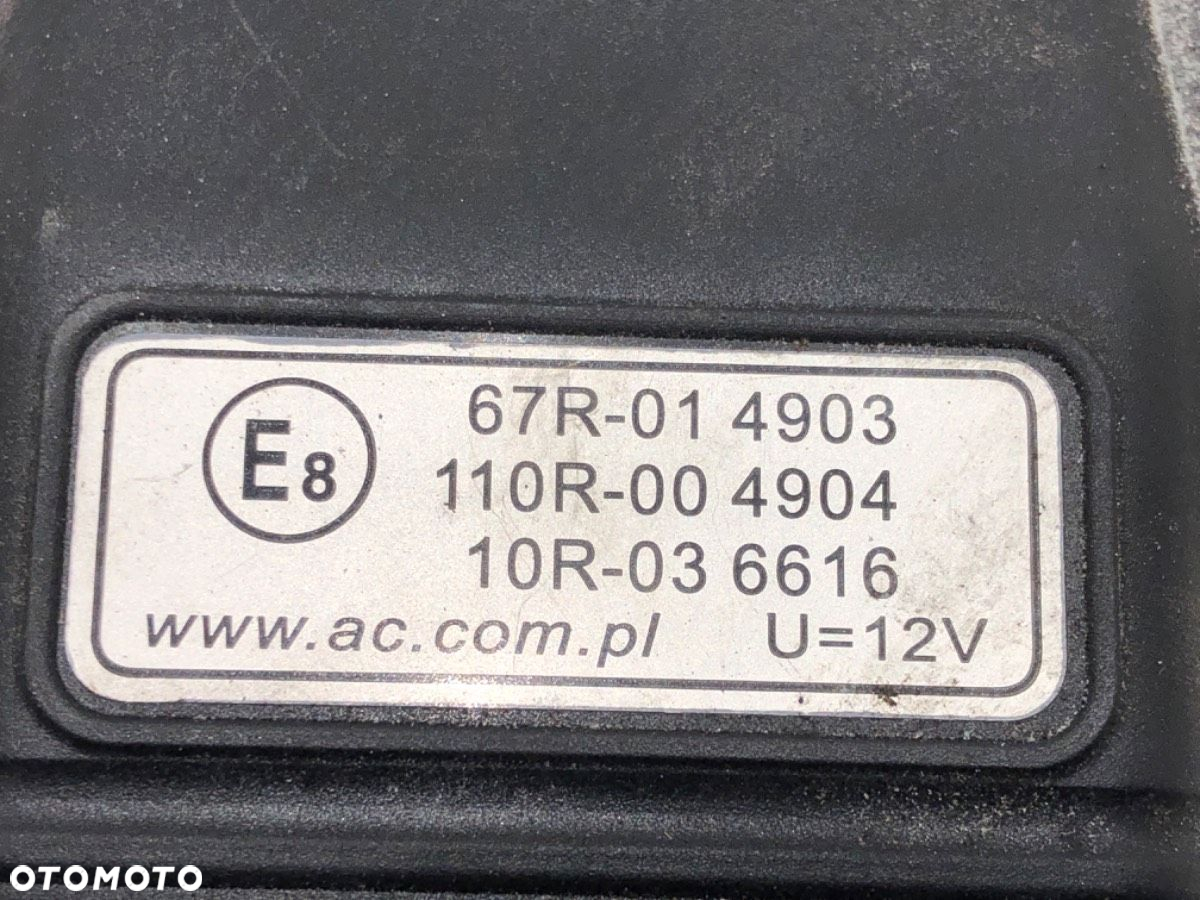 E8
67R-01 4903
110R-00 4904
10R-03 6616
www.ac.com.pl U=12V
OTOMOTO